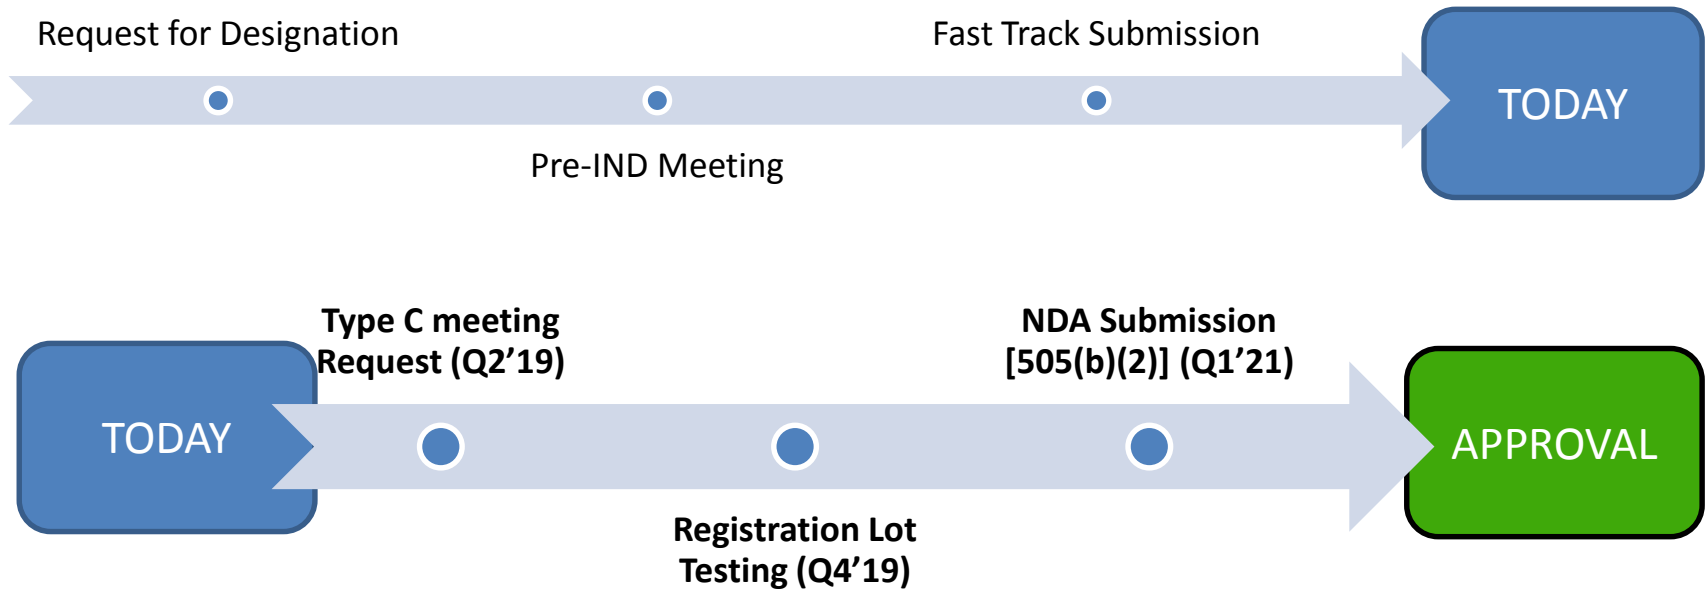 Request for Designation
Fast Track Submission
TODAY
Pre-IND Meeting
Type C meeting
Request (Q2’19)
NDA Submission
[505(b)(2)] (Q1’21)
TODAY
APPROVAL
Registration Lot
Testing (Q4’19)